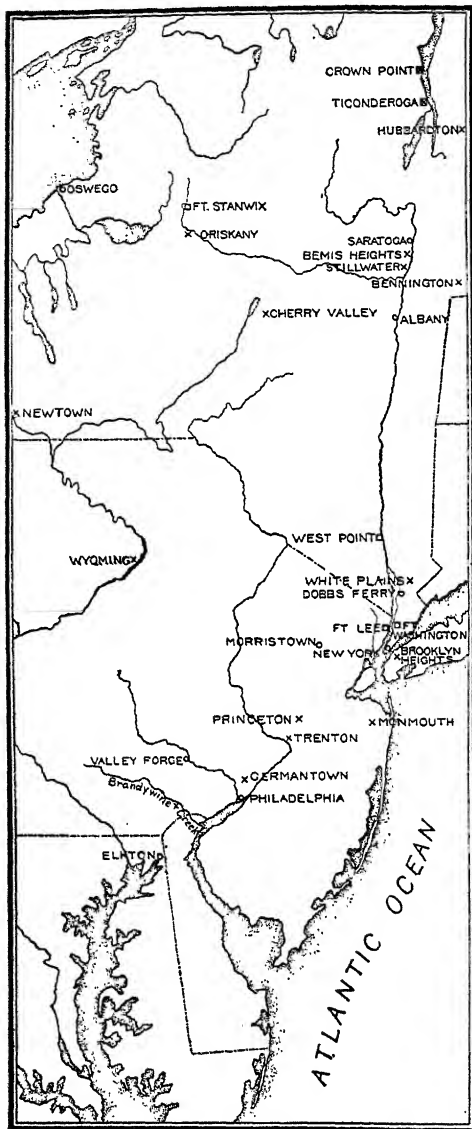 CROWN POINT
TICONDEROGA
HUBBARDTON
OSWEGO
FT. STANWIX
ORISKANY
SARATOGA
BEMIS HEIGHTS
STILLWATER
BENNINGTON
CHERRY VALLEY
ALBANY
NEWTOWN
WEST POINT
WYOMING
WHITE PLAINS
DOBBS FERRY
FT LEE
FT.
WASHINGTON
MORRISTOWN
NEW YORK
BROOKLYN
HEIGHTS
PRINCETON
MONMOUTH
TRENTON
VALLEY FORGE
GERMANTOWN
Brandywine Creek
PHILADELPHIA
ELKTON
ATLANTIC OCEAN